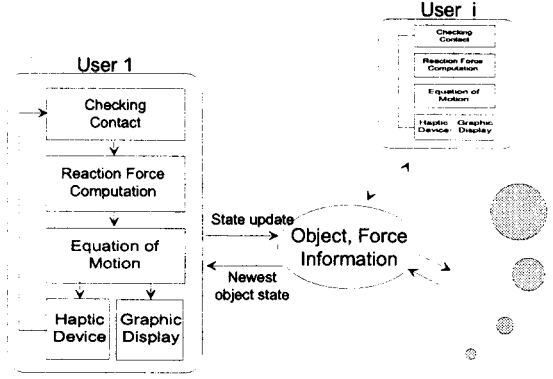 User 1
Checking
Contact
Reaction Force
Computation
Equation of
Motion
Haptic
Device
Graphic
Display
State update
Newest
object state
Object, Force
Information
User i
Checking
Contact
Reaction Force
Computation
Equation of
Motion
Haptic Graphic
Device Display